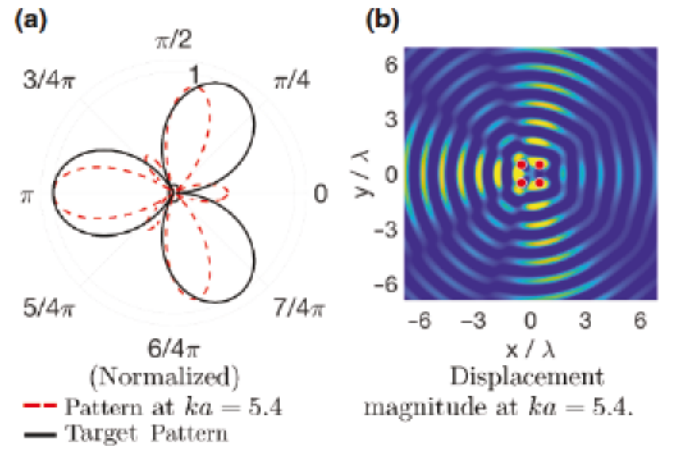 (a)
π/2
3/4π
1
π/4
π
0
5/4π
7/4π
6/4π
(Normalized)
Pattern at ka = 5.4
Target Pattern
(b)
6
3
0
-3
-6
y / λ
-6 -3 0 3 6
x / λ
Displacement
magnitude at ka = 5.4.